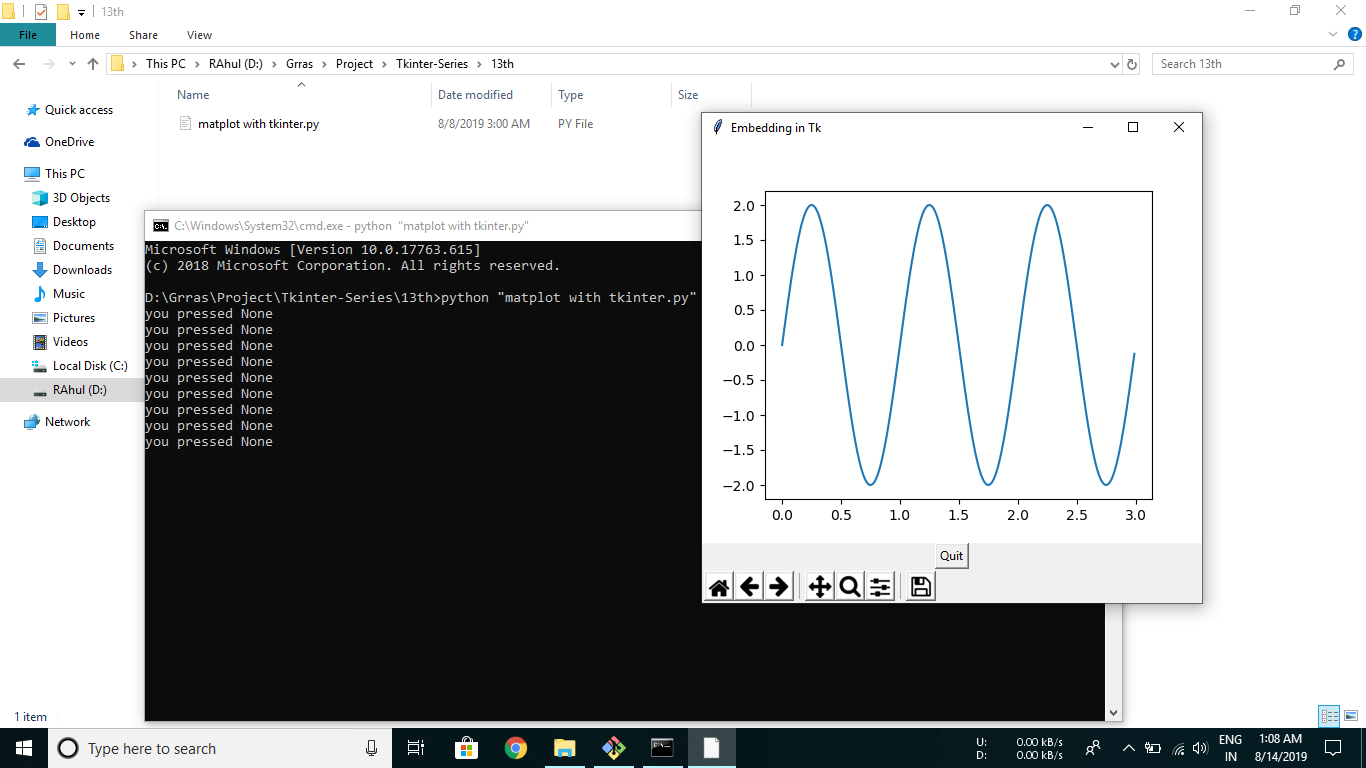 13th
File Home Share View
This PC RAhul (D:) Grras Project Tkinter-Series 13th
Search 13th
Name Date modified Type Size
matplot with tkinter.py 8/8/2019 3:00 AM PY File
Quick access
OneDrive
This PC
3D Objects
Desktop
Documents
Downloads
Music
Pictures
Videos
Local Disk (C:)
RAhul (D:)
Network
1 item
C:\Windows\System32\cmd.exe - python "matplot with tkinter.py"
Microsoft Windows [Version 10.0.17763.615]
(c) 2018 Microsoft Corporation. All rights reserved.
D:\Grras\Project\Tkinter-Series\13th>python "matplot with tkinter.py"
you pressed None
you pressed None
you pressed None
you pressed None
you pressed None
you pressed None
you pressed None
you pressed None
you pressed None
Embedding in Tk
2.0
1.5
1.0
0.5
0.0
−0.5
−1.0
−1.5
−2.0
0.0 0.5 1.0 1.5 2.0 2.5 3.0
Quit
Type here to search
U: 0.00 kB/s
D: 0.00 kB/s
ENG
IN
1:08 AM
8/14/2019